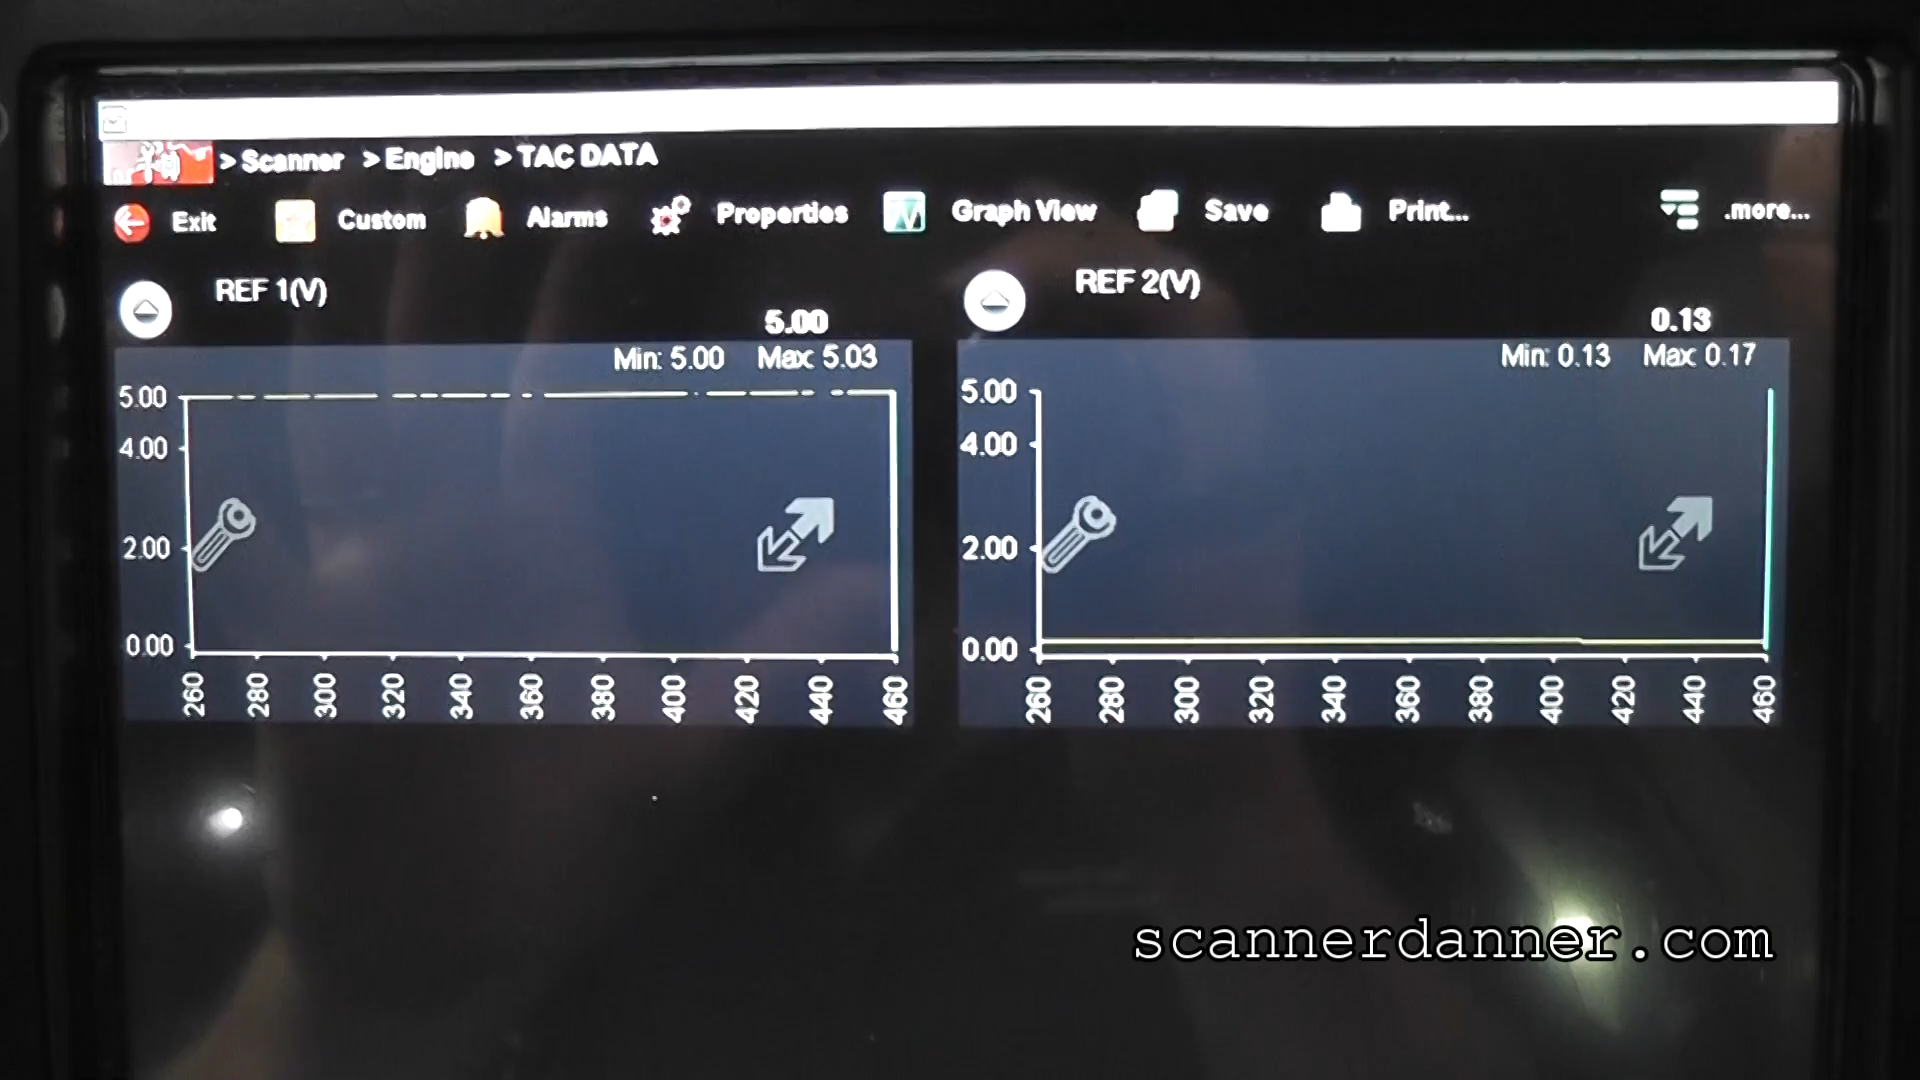 > Scanner > Engine > TAC DATA
Exit Custom Alarms Properties Graph View Save Print... .more...
REF 1(V)
5.00
Min: 5.00 Max: 5.03
5.00
4.00
2.00
0.00
260 280 300 320 340 360 380 400 420 440 460
REF 2(V)
0.13
Min: 0.13 Max: 0.17
5.00
4.00
2.00
0.00
260 280 300 320 340 360 380 400 420 440 460
scannerdanner.com